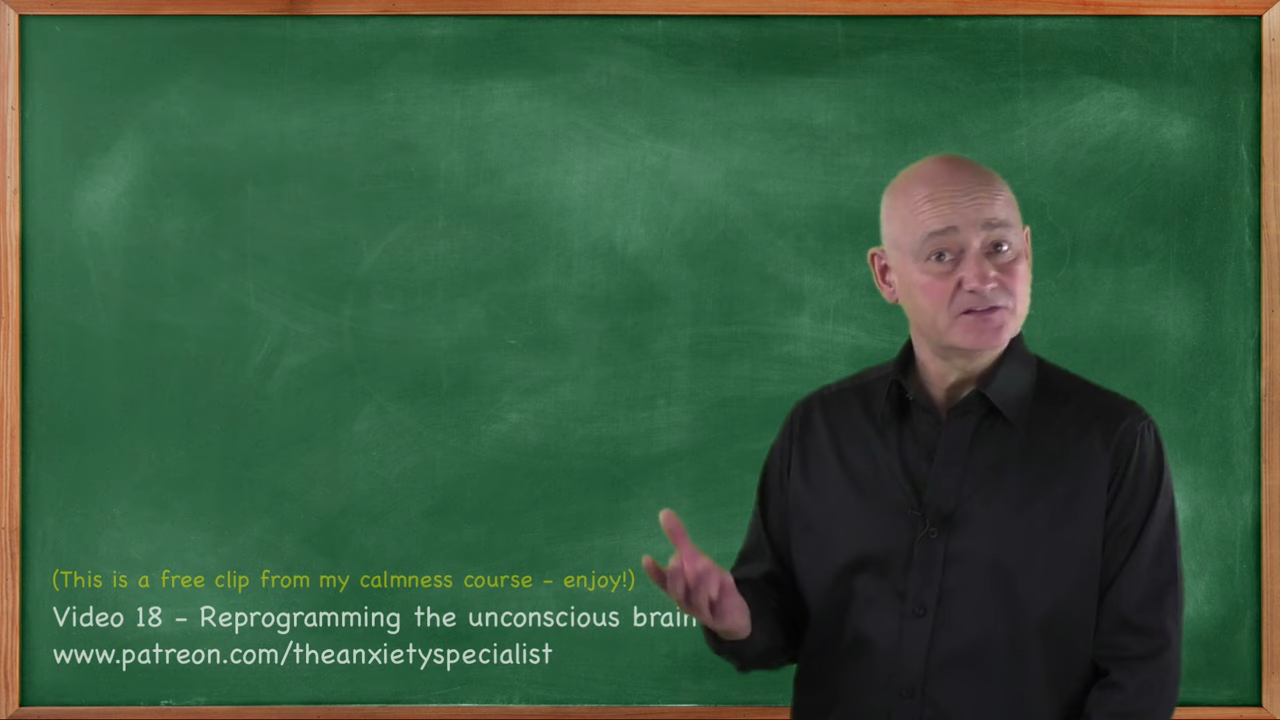 (This is a free clip from my calmness course - enjoy!)
Video 18 - Reprogramming the unconscious brain
www.patreon.com/theanxietyspecialist